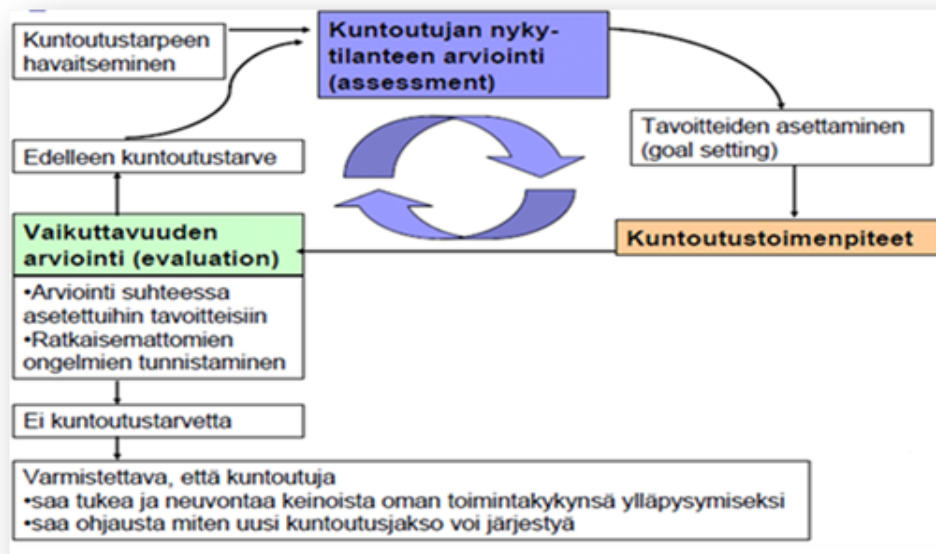 Kuntoutustarpeen
havaitseminen
Kuntoutujan nyky-
tilanteen arviointi
(assessment)
Tavoitteiden asettaminen
(goal setting)
Kuntoutustoimenpiteet
Edelleen kuntoutustarve
Vaikuttavuuden
arviointi (evaluation)
•Arviointi suhteessa
asetettuihin tavoitteisiin
•Ratkaisemattomien
ongelmien tunnistaminen
Ei kuntoutustarvetta
Varmistettava, että kuntoutuja
•saa tukea ja neuvontaa keinoista oman toimintakykynsä ylläpysymiseksi
•saa ohjausta miten uusi kuntoutusjakso voi järjestyä